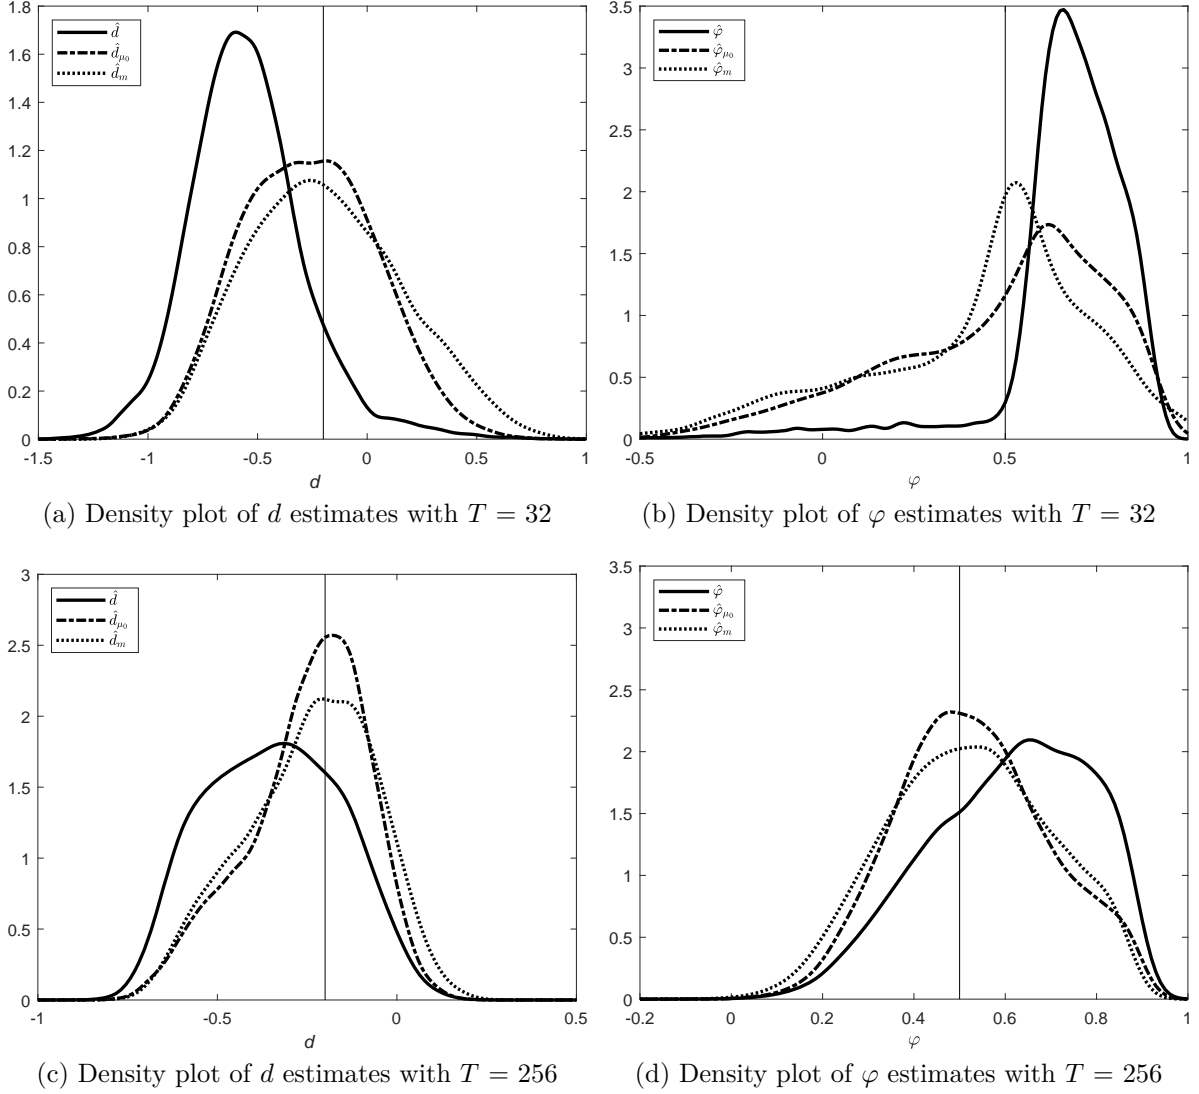 1.8
1.6
1.4
1.2
1
0.8
0.6
0.4
0.2
0
-1.5 -1 -0.5 0 0.5 1
d
d̂
d̂_{μ₀}
d̂_m
(a) Density plot of d estimates with T = 32
3.5
3
2.5
2
1.5
1
0.5
0
-0.5 0 0.5 1
φ
φ̂
φ̂_{μ₀}
φ̂_m
(b) Density plot of φ estimates with T = 32
3
2.5
2
1.5
1
0.5
0
-1 -0.5 0 0.5
d
d̂
d̂_{μ₀}
d̂_m
(c) Density plot of d estimates with T = 256
3.5
3
2.5
2
1.5
1
0.5
0
-0.2 0 0.2 0.4 0.6 0.8 1
φ
φ̂
φ̂_{μ₀}
φ̂_m
(d) Density plot of φ estimates with T = 256